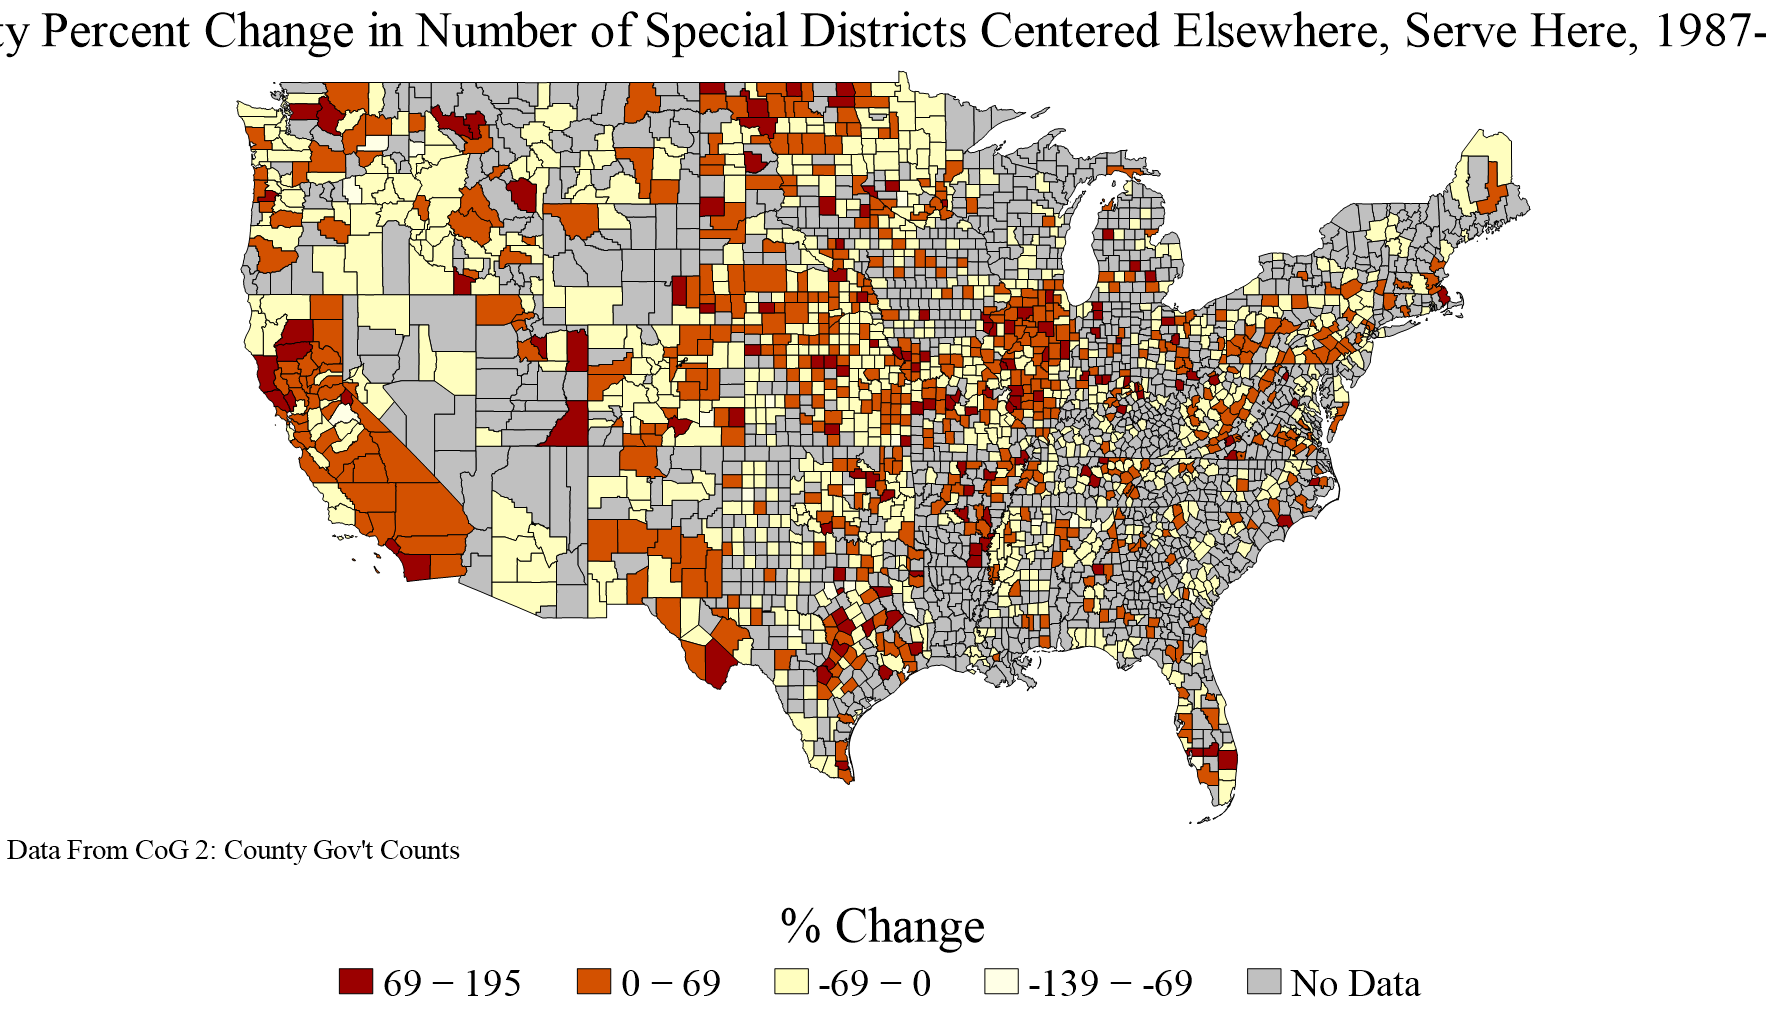 ty Percent Change in Number of Special Districts Centered Elsewhere, Serve Here, 1987-
Data From CoG 2: County Gov't Counts
% Change
69 – 195 0 – 69 -69 – 0 -139 – -69 No Data